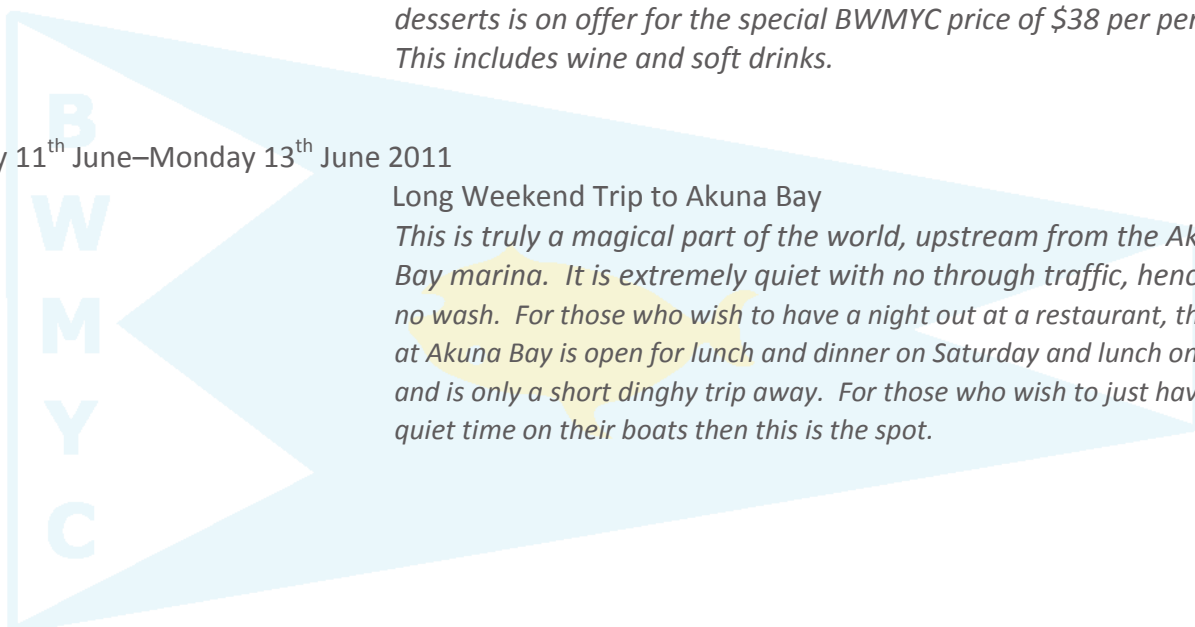 desserts is on offer for the special BWMYC price of $38 per
This includes wine and soft drinks.
11th June–Monday 13th June 2011
Long Weekend Trip to Akuna Bay
This is truly a magical part of the world, upstream from the
Bay marina.  It is extremely quiet with no through traffic,
no wash.  For those who wish to have a night out at a restaurant,
at Akuna Bay is open for lunch and dinner on Saturday and lunch on
and is only a short dinghy trip away.  For those who wish to just
quiet time on their boats then this is the spot.
B
W
M
Y
C